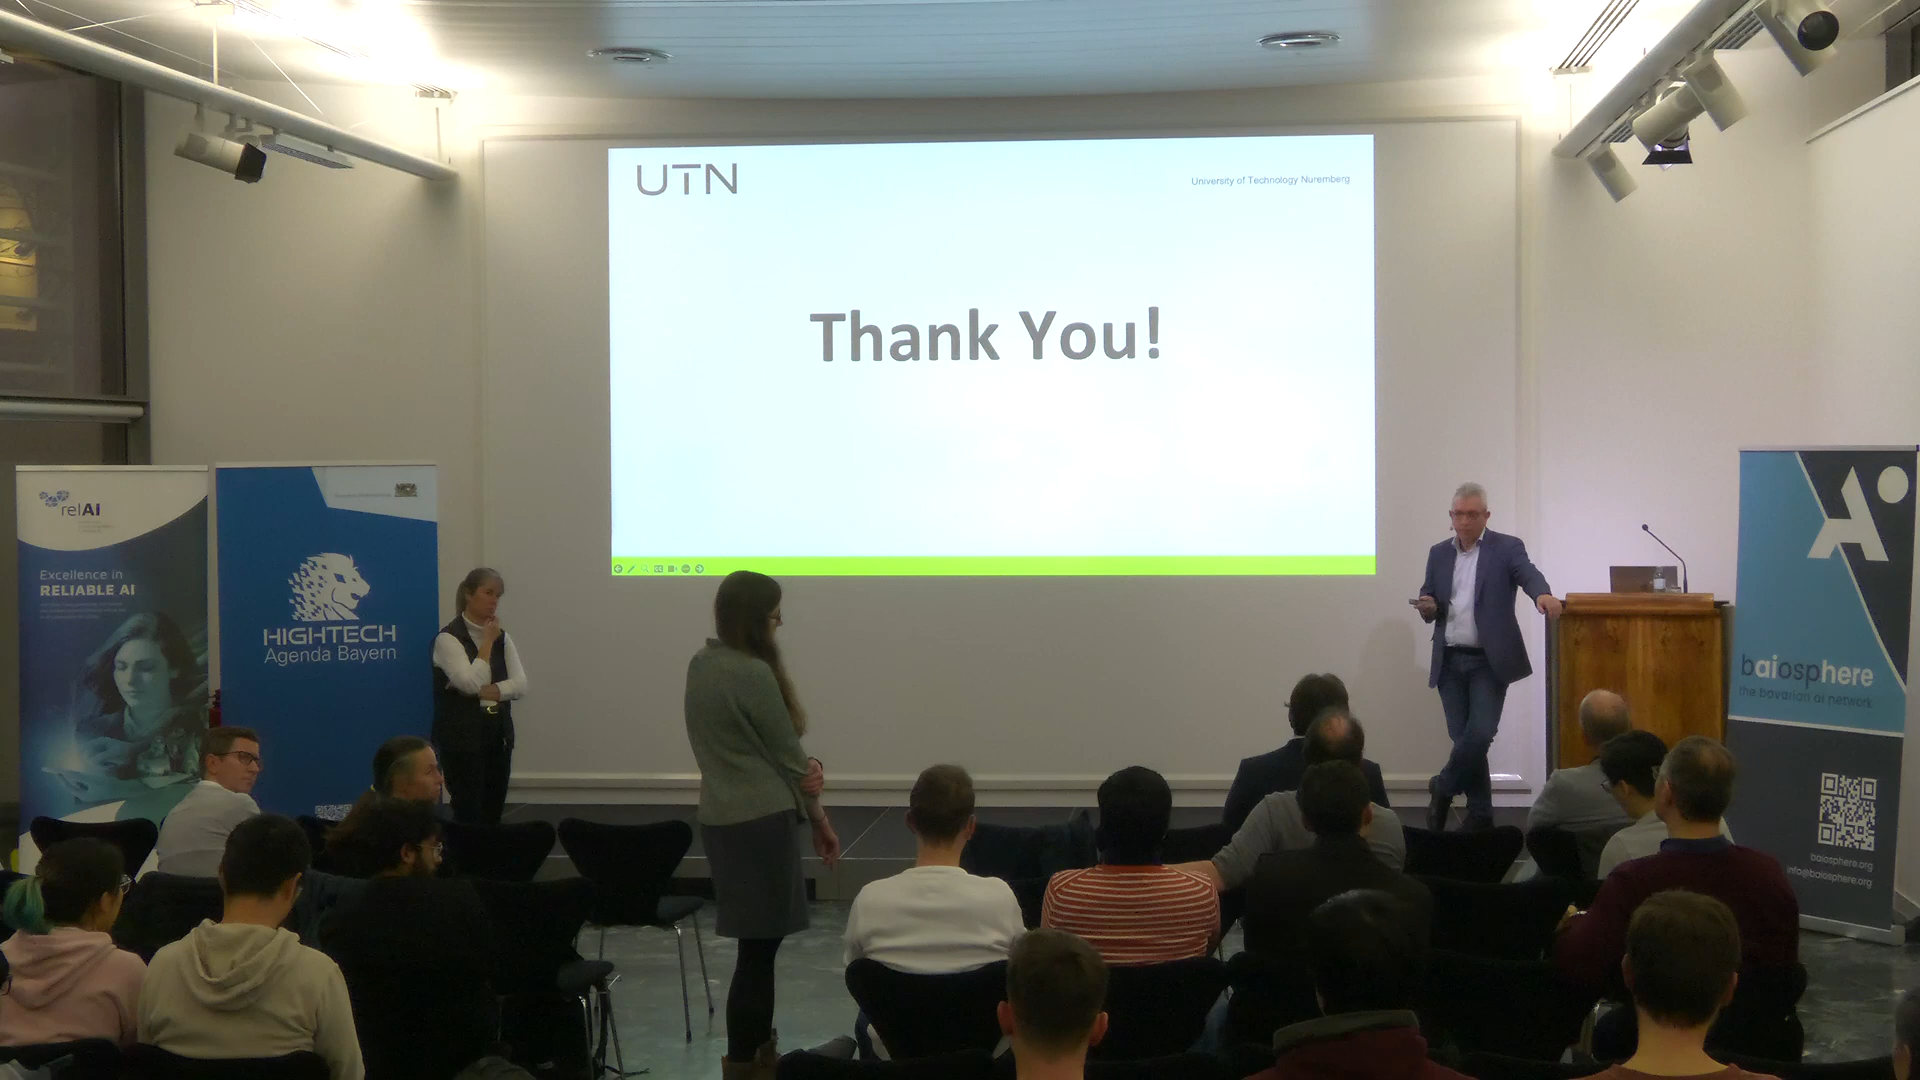 UTN
University of Technology Nuremberg
Thank You!
relAI
Excellence in
RELIABLE AI
HIGHTECH
Agenda Bayern
baiosphere
the bavarian ai network
baiosphere.org
info@baiosphere.org